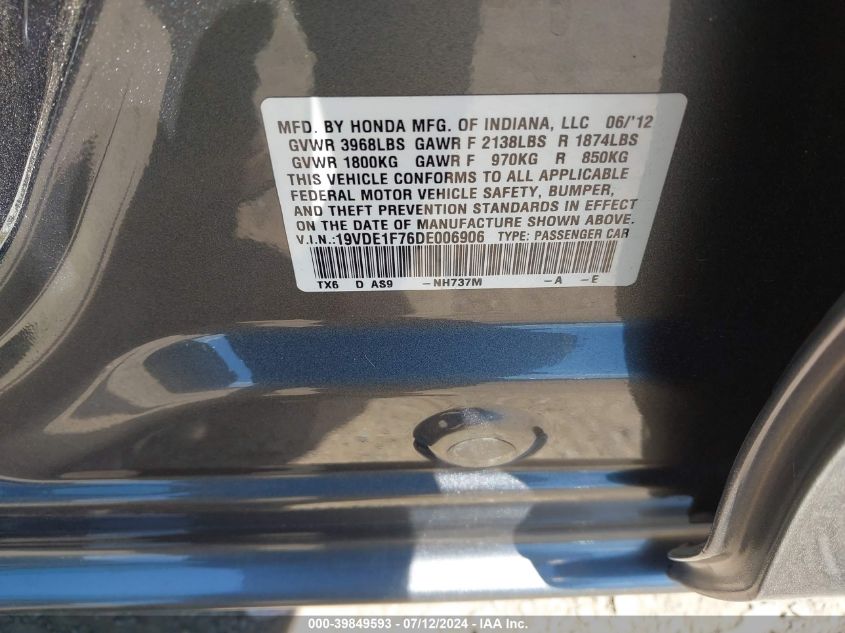 MFD. BY HONDA MFG. OF INDIANA, LLC 06/'12
GVWR 3968LBS GAWR F 2138LBS R 1874LBS
GVWR 1800KG GAWR F 970KG R 850KG
THIS VEHICLE CONFORMS TO ALL APPLICABLE
FEDERAL MOTOR VEHICLE SAFETY, BUMPER,
AND THEFT PREVENTION STANDARDS IN EFFECT
ON THE DATE OF MANUFACTURE SHOWN ABOVE.
V.I.N.:19VDE1F76DE006906 TYPE: PASSENGER CAR
TX6 D AS9 -NH737M -A -E
000-39849593 - 07/12/2024 - © IAA Inc.